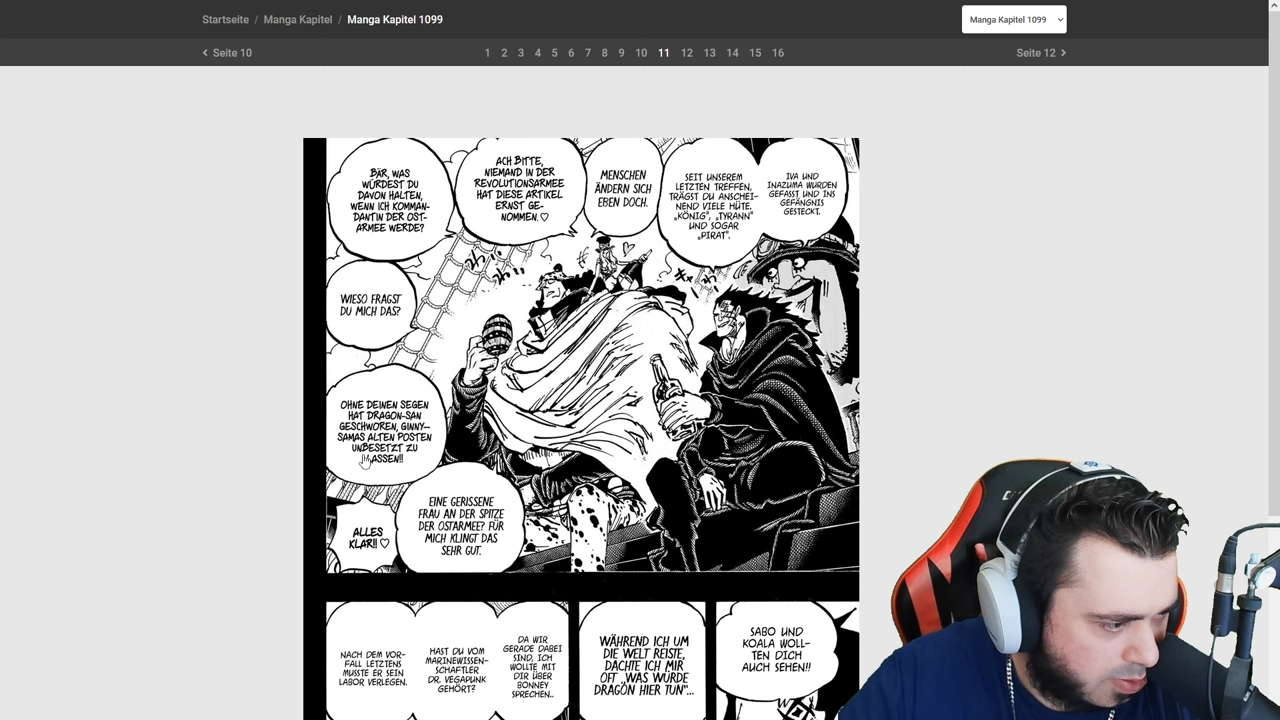 Startseite / Manga Kapitel / Manga Kapitel 1099
Manga Kapitel 1099
Seite 10
1 2 3 4 5 6 7 8 9 10 11 12 13 14 15 16
Seite 12
IVA UND
INAZUMA WURDEN
GEFASST UND INS
GEFÄNGNIS
GESTECKT.
SEIT UNSEREM
LETZTEN TREFFEN,
TRÄGST DU ANSCHEI-
NEND VIELE HÜTE.
„KÖNIG", „TYRANN"
UND SOGAR
„PIRAT".
MENSCHEN
ÄNDERN SICH
EBEN DOCH.
ACH BITTE,
NIEMAND IN DER
REVOLUTIONSARMEE
HAT DIESE ARTIKEL
ERNST GE-
NOMMEN.♡
BÄR, WAS
WÜRDEST DU
DAVON HALTEN,
WENN ICH KOMMAN-
DANTIN DER OST-
ARMEE WERDE?
WIESO FRAGST
DU MICH DAS?
OHNE DEINEN SEGEN
HAT DRAGON-SAN
GESCHWOREN, GINNY-
SAMAS ALTEN POSTEN
UNBESETZT ZU
LASSEN!!
EINE GERISSENE
FRAU AN DER SPITZE
DER OSTARMEE? FÜR
MICH KLINGT DAS
SEHR GUT.
ALLES
KLAR!! ♡
SABO UND
KOALA WOLL-
TEN DICH
AUCH SEHEN!!
WÄHREND ICH UM
DIE WELT REISTE,
DACHTE ICH MIR
OFT „WAS WÜRDE
DRAGON HIER TUN"...
DA WIR
GERADE DABEI
SIND, ICH
WOLLTE MIT
DIR ÜBER
BONNEY
SPRECHEN..
HAST DU VOM
MARINEWISSEN-
SCHAFTLER
DR. VEGAPUNK
GEHÖRT?
NACH DEM VOR-
FALL LETZTENS
MUSSTE ER SEIN
LABOR VERLEGEN.